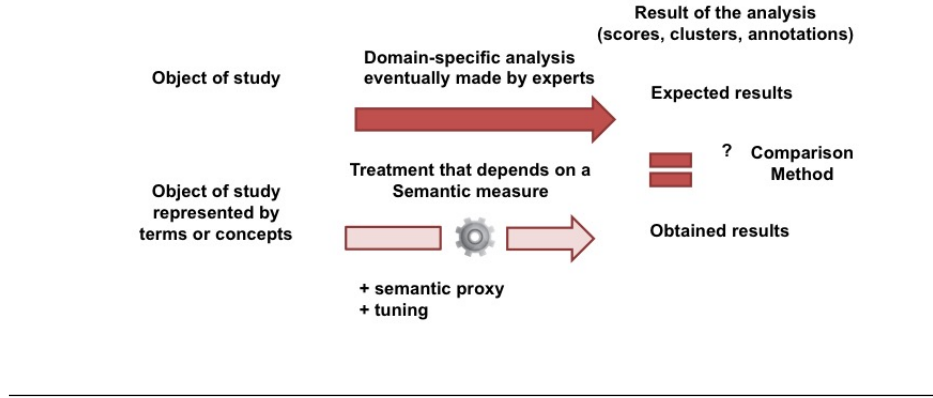 Result of the analysis
(scores, clusters, annotations)
Domain-specific analysis
eventually made by experts
Object of study
Expected results
? Comparison
Method
Treatment that depends on a
Semantic measure
Object of study
represented by
terms or concepts
Obtained results
+ semantic proxy
+ tuning